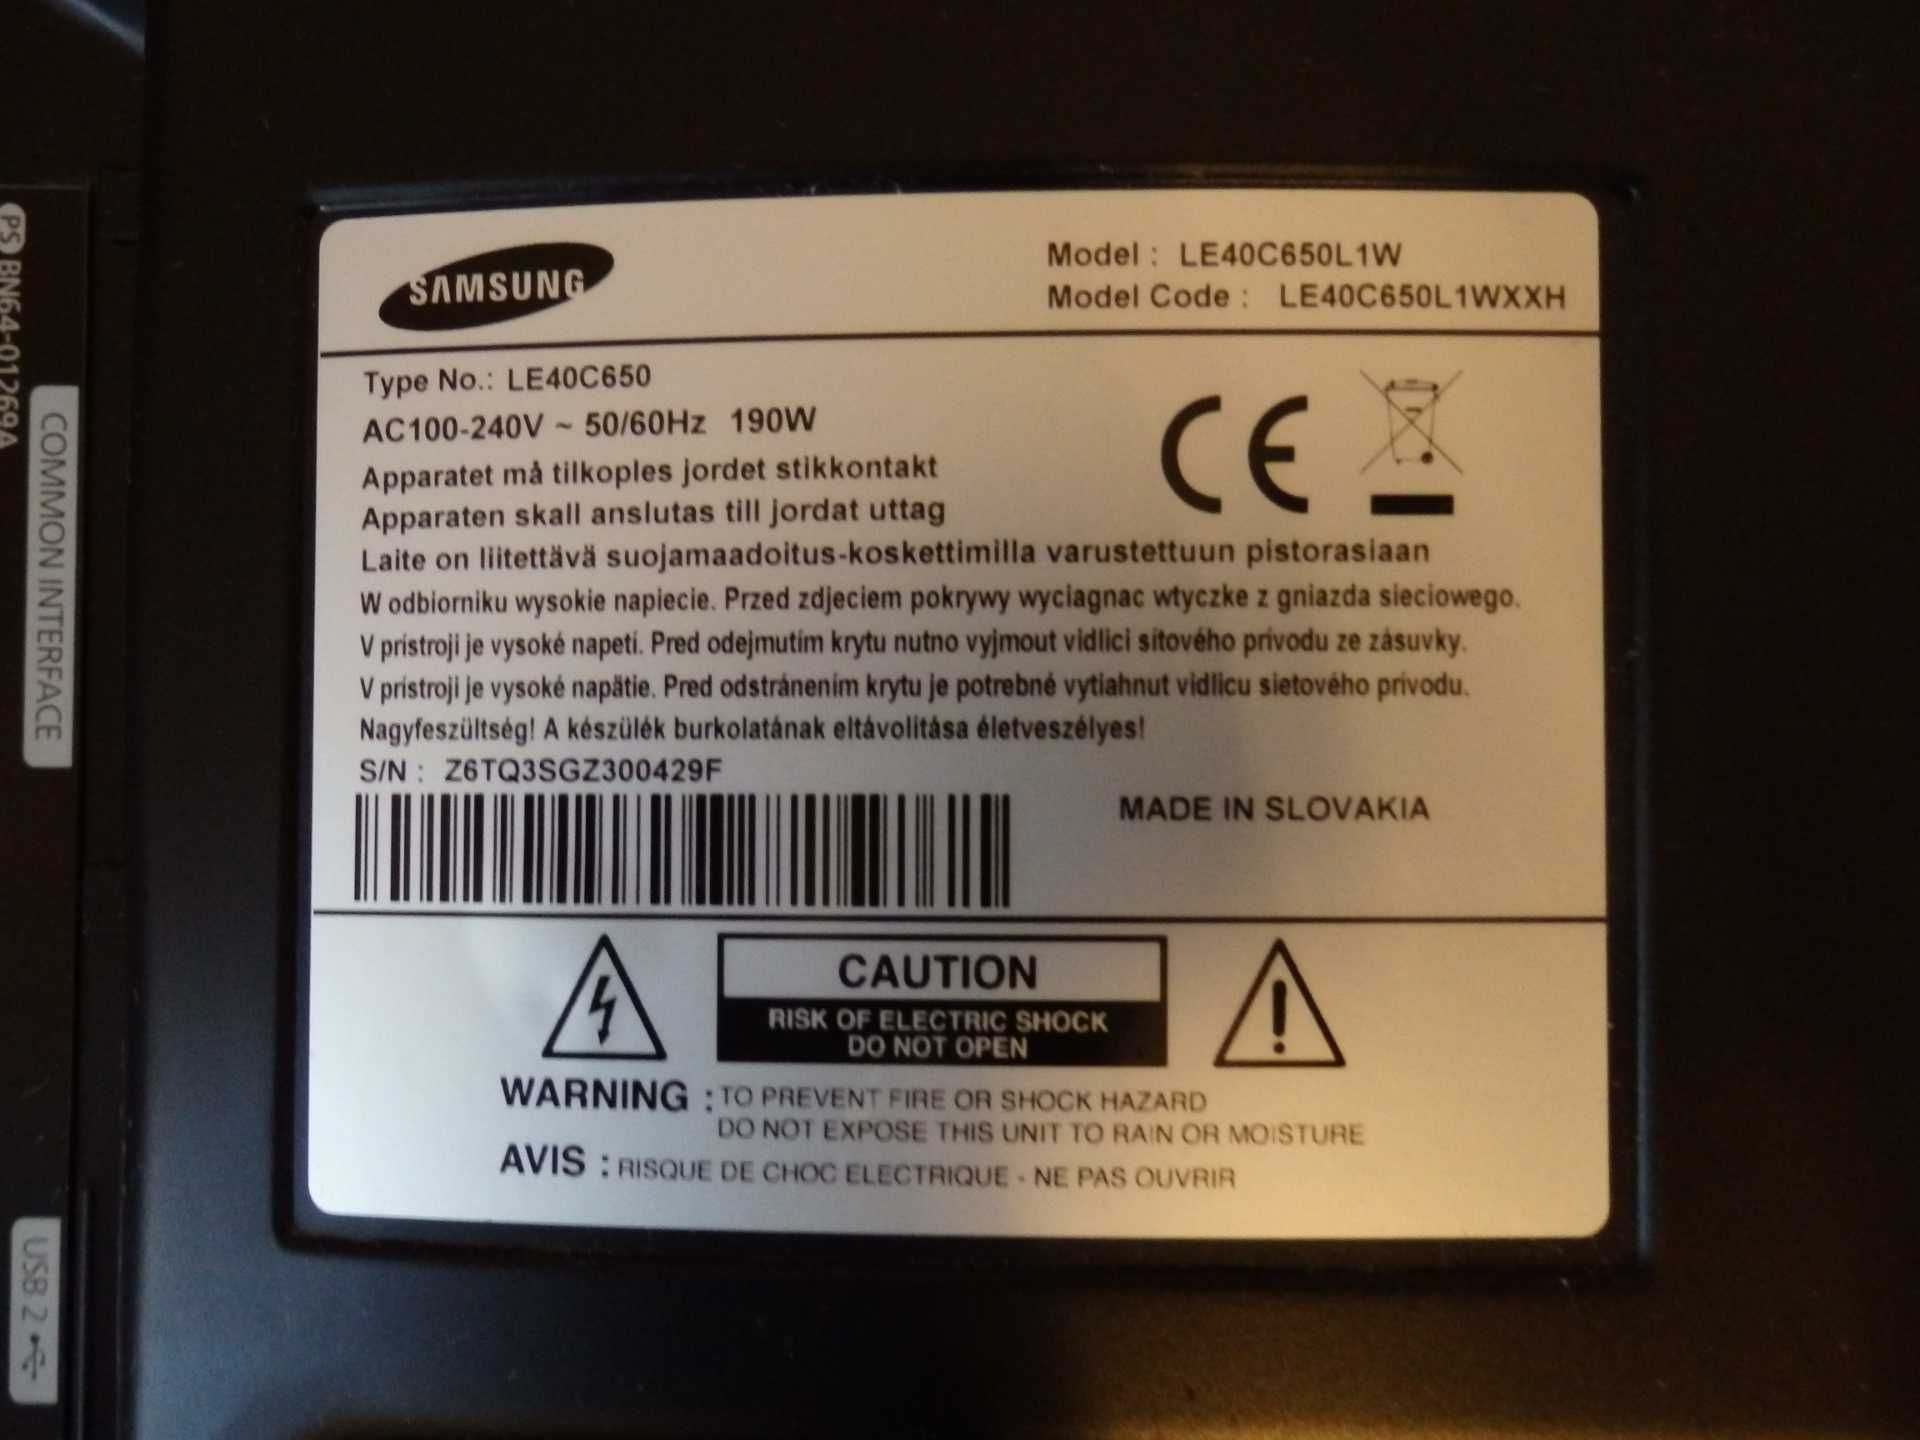 SAMSUNG
Model : LE40C650L1W
Model Code : LE40C650L1WXXH
Type No.: LE40C650
AC100-240V ~ 50/60Hz 190W
Apparatet må tilkoples jordet stikkontakt
Apparaten skall anslutas till jordat uttag
Laite on liitettävä suojamaadoitus-koskettimilla varustettuun pistorasiaan
W odbiorniku wysokie napiecie. Przed zdjeciem pokrywy wyciagnac wtyczke z gniazda sieciowego.
V prístroji je vysoké napetí. Pred odejmutím krytu nutno vyjmout vidlici sítového prívodu ze zásuvky.
V prístroji je vysoké napätie. Pred odstránením krytu je potrebné vytiahnut vidlicu sietového prívodu.
Nagyfeszültség! A készülék burkolatának eltávolítása életveszélyes!
S/N : Z6TQ3SGZ300429F
MADE IN SLOVAKIA
CE
CAUTION
RISK OF ELECTRIC SHOCK
DO NOT OPEN
WARNING : TO PREVENT FIRE OR SHOCK HAZARD
DO NOT EXPOSE THIS UNIT TO RAIN OR MOISTURE
AVIS : RISQUE DE CHOC ELECTRIQUE - NE PAS OUVRIR
PS BN64-01269A
COMMON INTERFACE
USB 2